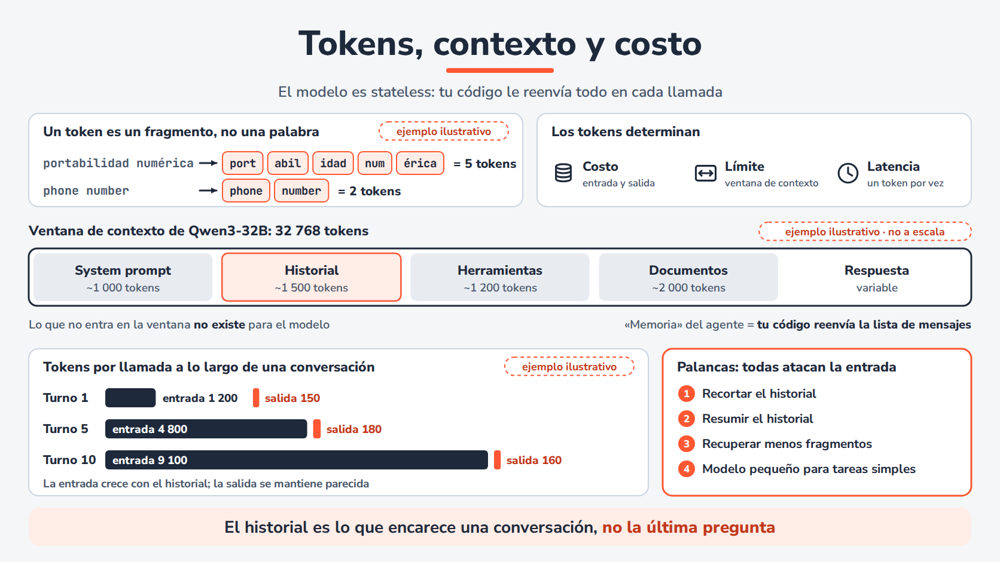 Tokens, contexto y costo
El modelo es stateless: tu código le reenvía todo en cada llamada
Un token es un fragmento, no una palabra
ejemplo ilustrativo
portabilidad numérica port abil idad num érica = 5 tokens
phone number phone number = 2 tokens
Los tokens determinan
Costo
entrada y salida
Límite
ventana de contexto
Latencia
un token por vez
Ventana de contexto de Qwen3-32B: 32 768 tokens
ejemplo ilustrativo · no a escala
System prompt
~1 000 tokens
Historial
~1 500 tokens
Herramientas
~1 200 tokens
Documentos
~2 000 tokens
Respuesta
variable
Lo que no entra en la ventana no existe para el modelo
«Memoria» del agente = tu código reenvía la lista de mensajes
Tokens por llamada a lo largo de una conversación
ejemplo ilustrativo
Turno 1 entrada 1 200 salida 150
Turno 5 entrada 4 800 salida 180
Turno 10 entrada 9 100 salida 160
La entrada crece con el historial; la salida se mantiene parecida
Palancas: todas atacan la entrada
1 Recortar el historial
2 Resumir el historial
3 Recuperar menos fragmentos
4 Modelo pequeño para tareas simples
El historial es lo que encarece una conversación, no la última pregunta